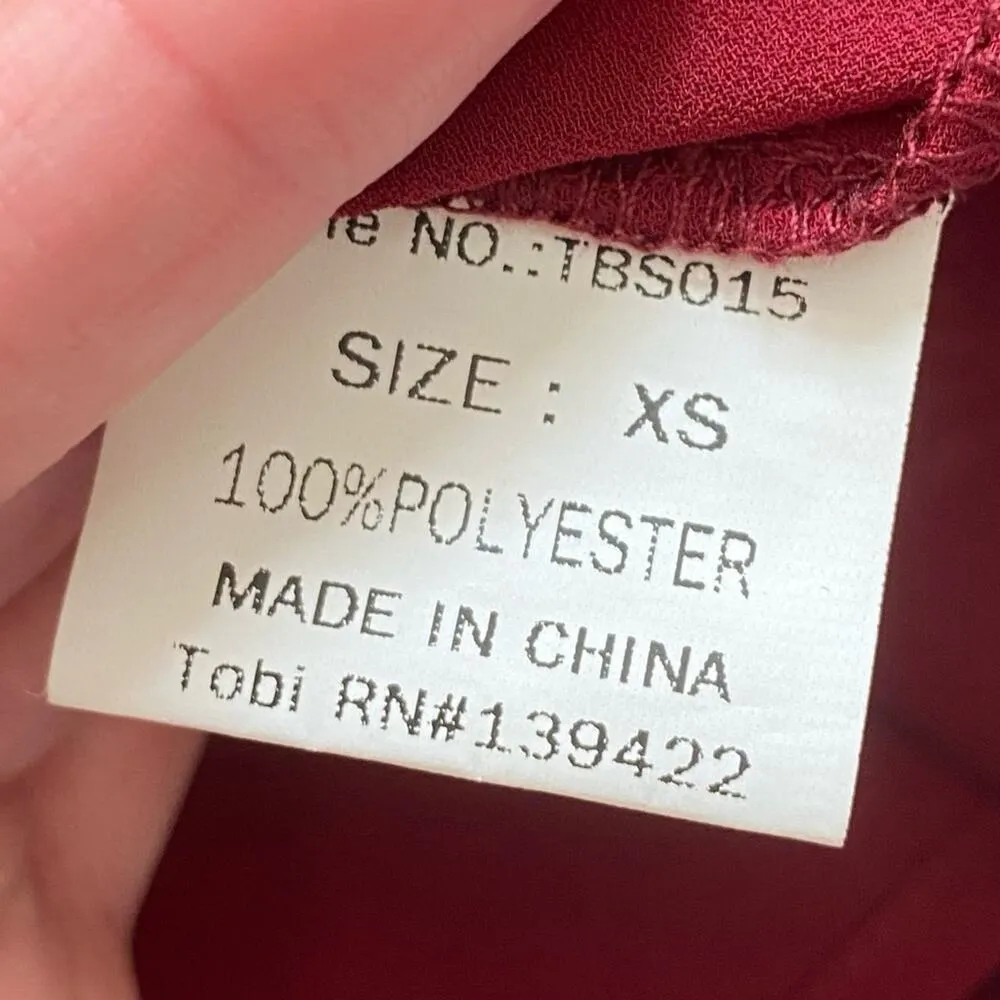 NO.:TBS015
SIZE : XS
100%POLYESTER
MADE IN CHINA
Tobi RN#139422